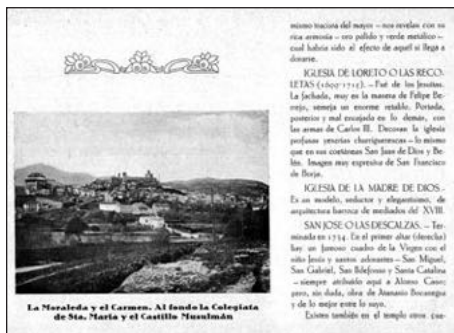 mismo tracista del mayor – nos revelan con su
rica armonía – oro pálido y verde metálico –
cual habría sido el efecto de aquél si llega a
dorarse.
IGLESIA DE LORETO O LAS RECO-
LETAS (1600-1715). – Fué de los Jesuitas.
La fachada, muy en la manera de Felipe Be-
rrejo, semeja un enorme retablo. Portada,
posterior y mal encajada en lo demás, con
las armas de Carlos III. Decoran la iglesia
profusas yeserías churriguerescas – lo mismo
que en sus coetáneas San Juan de Dios y Be-
lén. Imagen muy expresiva de San Francisco
de Borja.
IGLESIA DE LA MADRE DE DIOS. –
Es un modelo, seductor y elegantísimo, de
arquitectura barroca de mediados del XVIII.
SAN JOSE O LAS DESCALZAS. – Ter-
minada en 1734. En el primer altar (derecha)
hay un famoso cuadro de la Virgen con el
niño Jesús y santos adorantes – San Miguel,
San Gabriel, San Ildefonso y Santa Catalina
– siempre atribuído aquí a Alonso Cano;
pero, sin duda, obra de Atanasio Bocanegra
y de lo mejor entre lo suyo.
Existen también en el templo otros cua-
La Moraleda y el Carmen. Al fondo la Colegiata
de Sta. María y el Castillo Musulmán